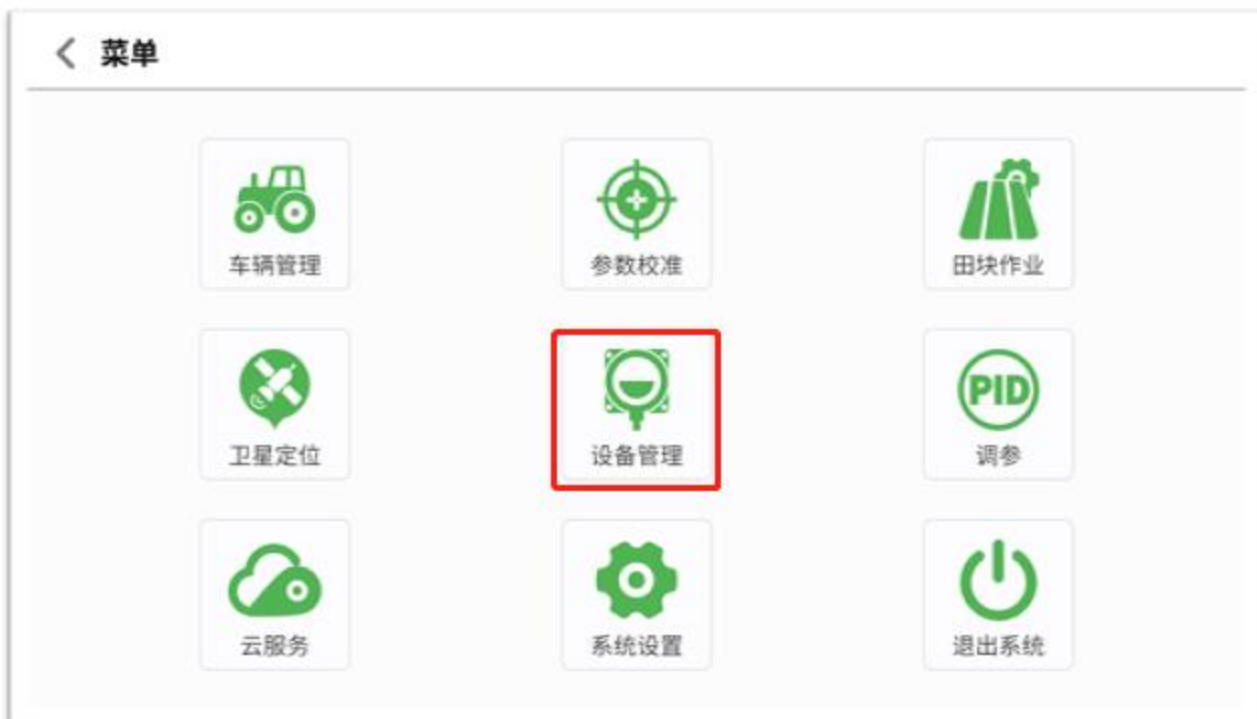 菜单
车辆管理
参数校准
田块作业
卫星定位
设备管理
PID
调参
云服务
系统设置
退出系统